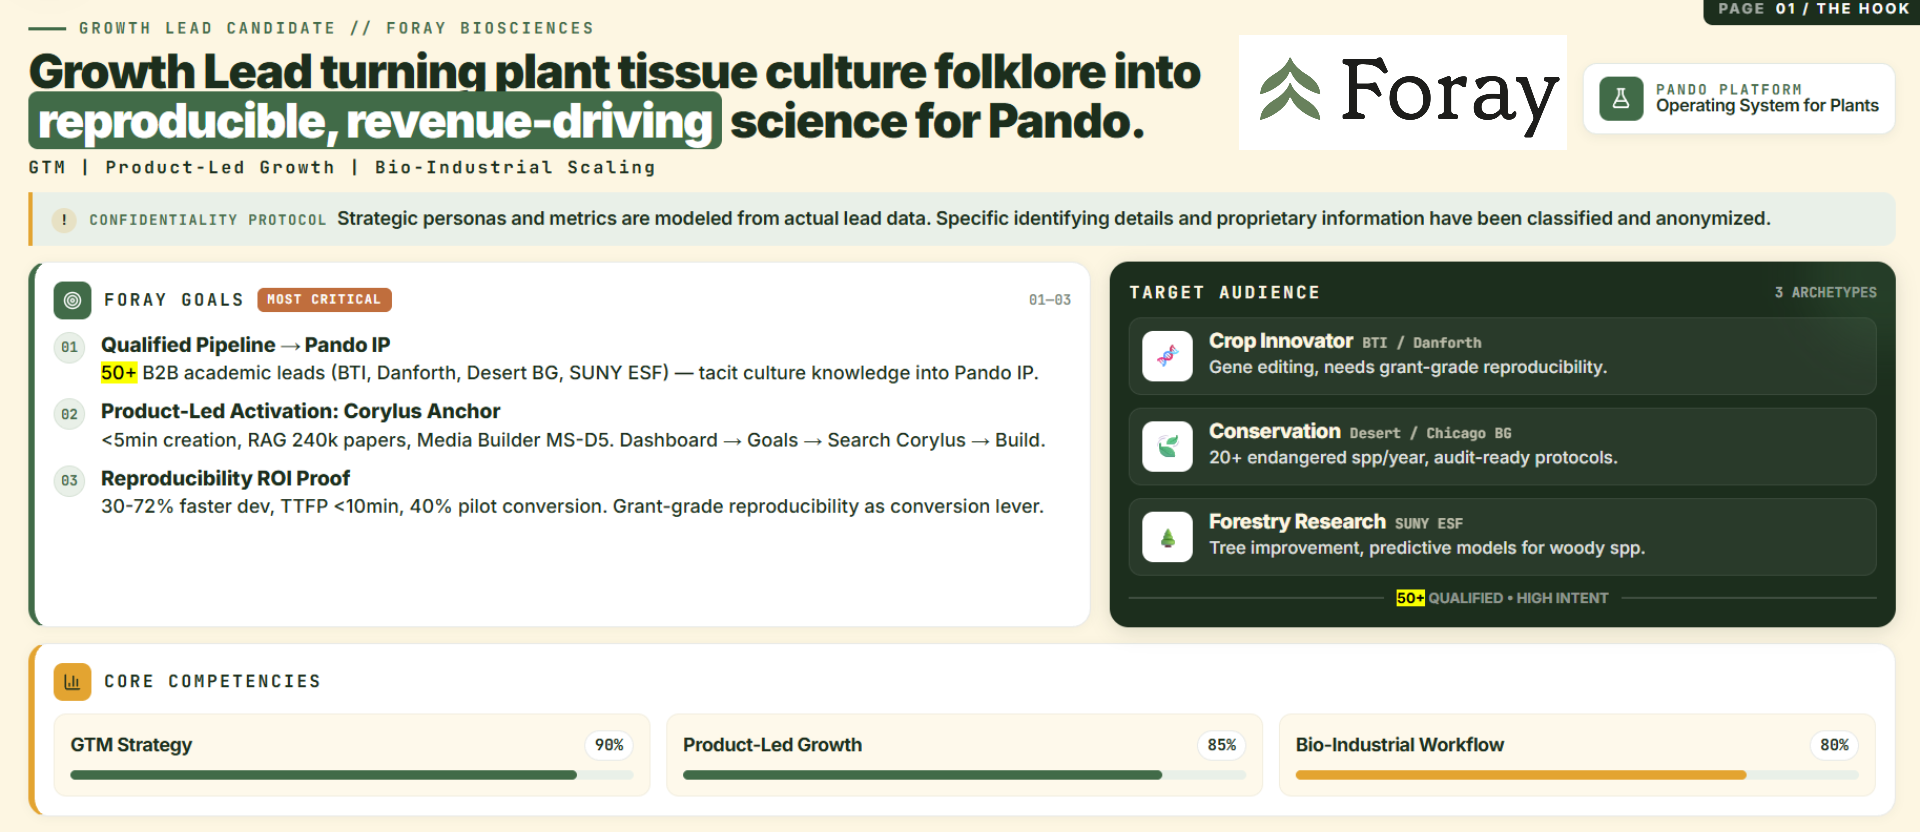 PAGE 01 / THE HOOK
GROWTH LEAD CANDIDATE // FORAY BIOSCIENCES
Growth Lead turning plant tissue culture folklore into
reproducible, revenue-driving science for Pando.
GTM | Product-Led Growth | Bio-Industrial Scaling
Foray
PANDO PLATFORM
Operating System for Plants
! CONFIDENTIALITY PROTOCOL Strategic personas and metrics are modeled from actual lead data. Specific identifying details and proprietary information have been classified and anonymized.
FORAY GOALS MOST CRITICAL 01—03
01 Qualified Pipeline → Pando IP
50+ B2B academic leads (BTI, Danforth, Desert BG, SUNY ESF) — tacit culture knowledge into Pando IP.
02 Product-Led Activation: Corylus Anchor
<5min creation, RAG 240k papers, Media Builder MS-D5. Dashboard → Goals → Search Corylus → Build.
03 Reproducibility ROI Proof
30-72% faster dev, TTFP <10min, 40% pilot conversion. Grant-grade reproducibility as conversion lever.
TARGET AUDIENCE 3 ARCHETYPES
Crop Innovator BTI / Danforth
Gene editing, needs grant-grade reproducibility.
Conservation Desert / Chicago BG
20+ endangered spp/year, audit-ready protocols.
Forestry Research SUNY ESF
Tree improvement, predictive models for woody spp.
50+ QUALIFIED • HIGH INTENT
CORE COMPETENCIES
GTM Strategy 90%
Product-Led Growth 85%
Bio-Industrial Workflow 80%